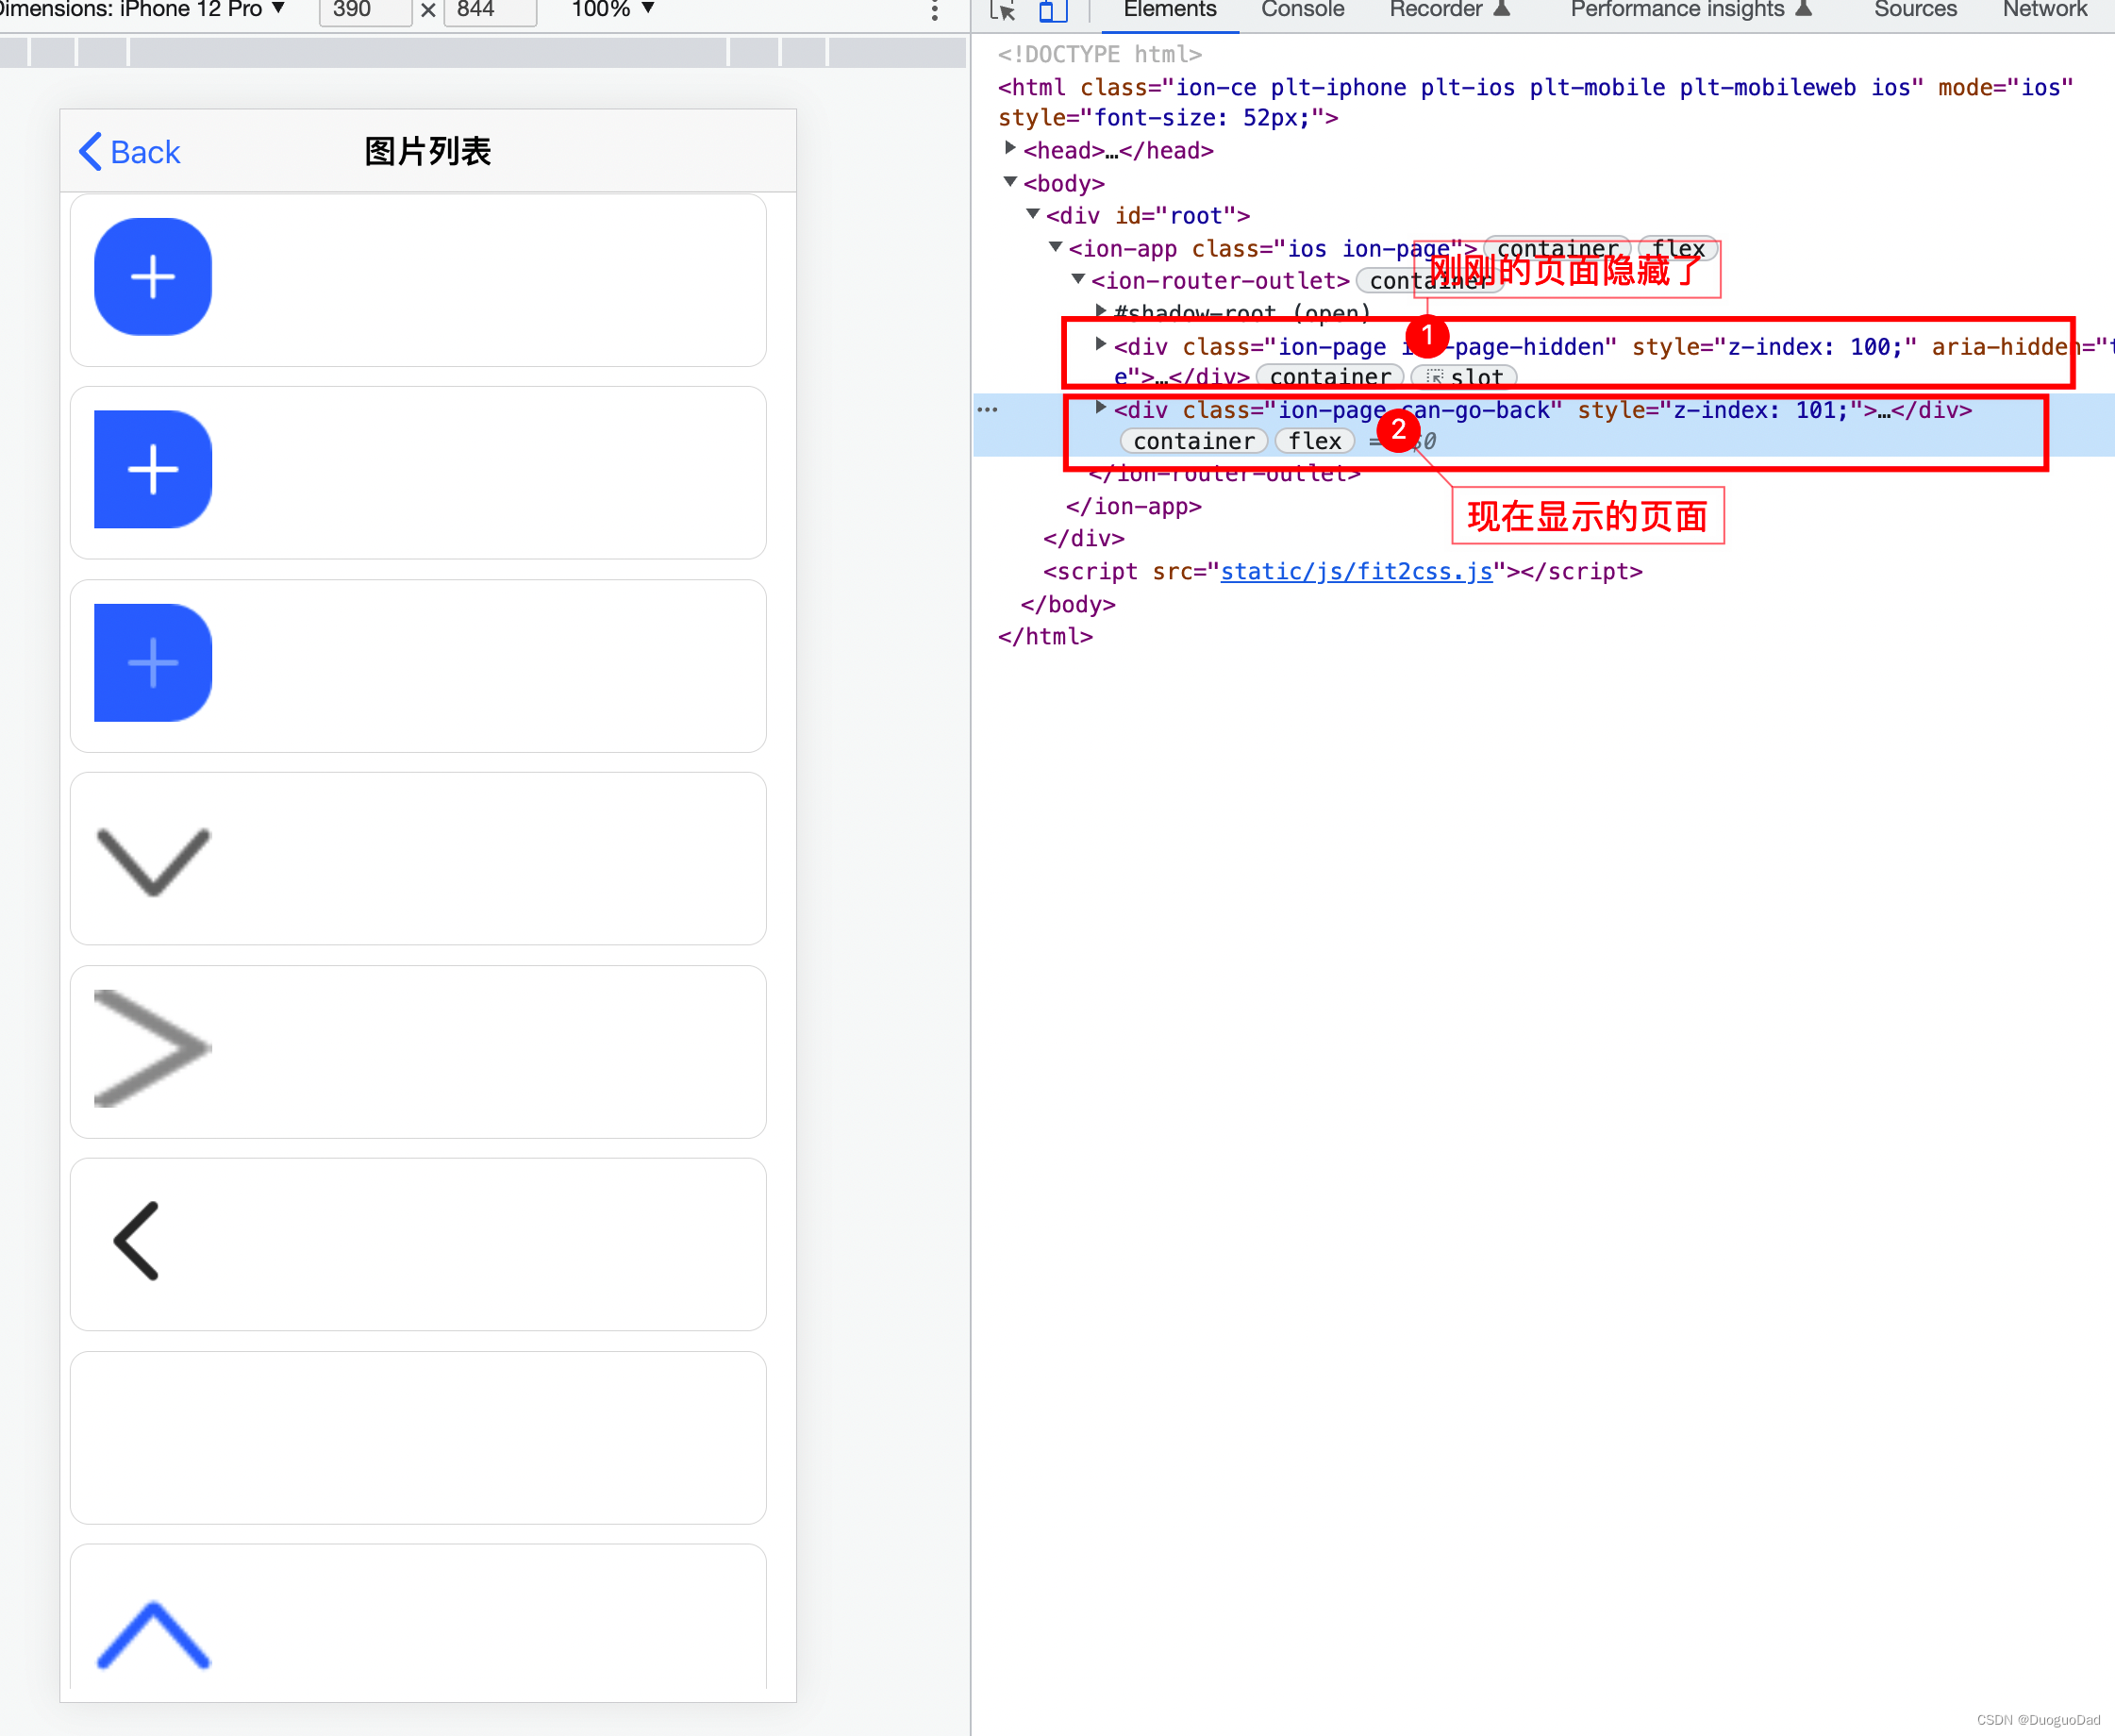 Dimensions: iPhone 12 Pro ▼ 390 × 844 100% ▼
Elements Console Recorder Performance insights Sources Network
Back 图片列表
<!DOCTYPE html>
<html class="ion-ce plt-iphone plt-ios plt-mobile plt-mobileweb ios" mode="ios"
style="font-size: 52px;">
<head>…</head>
<body>
<div id="root">
<ion-app class="ios ion-page"> container flex
刚刚的页面隐藏了
<ion-router-outlet> container
#shadow-root (open)
1
<div class="ion-page ion-page-hidden" style="z-index: 100;" aria-hidden="t
e">…</div> container slot
<div class="ion-page can-go-back" style="z-index: 101;">…</div>
2
container flex == $0
</ion-router-outlet>
</ion-app>
现在显示的页面
</div>
<script src="static/js/fit2css.js"></script>
</body>
</html>
CSDN @DuoguoDad